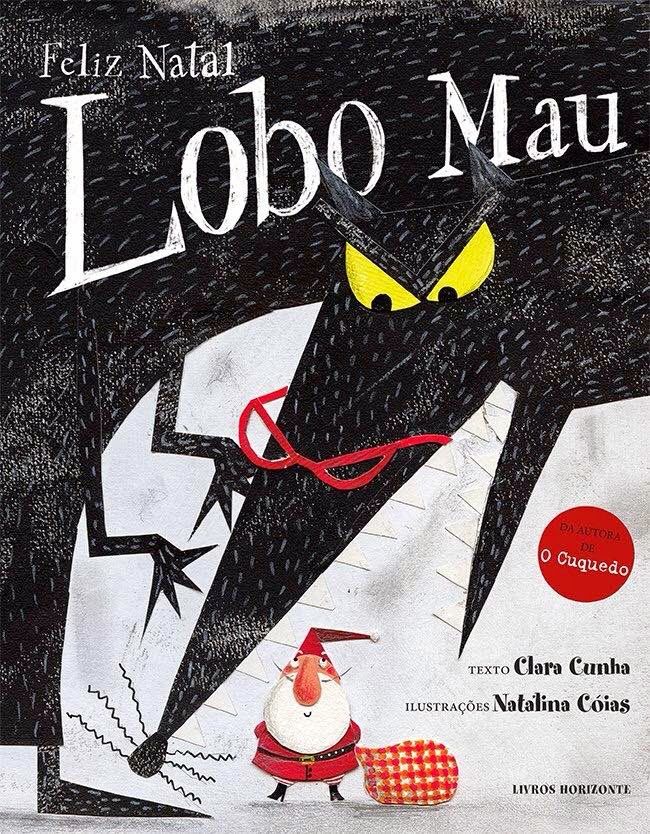 Feliz Natal
Lobo Mau
DA AUTORA
DE
O Cuquedo
TEXTO Clara Cunha
ILUSTRAÇÕES Natalina Cóias
LIVROS HORIZONTE